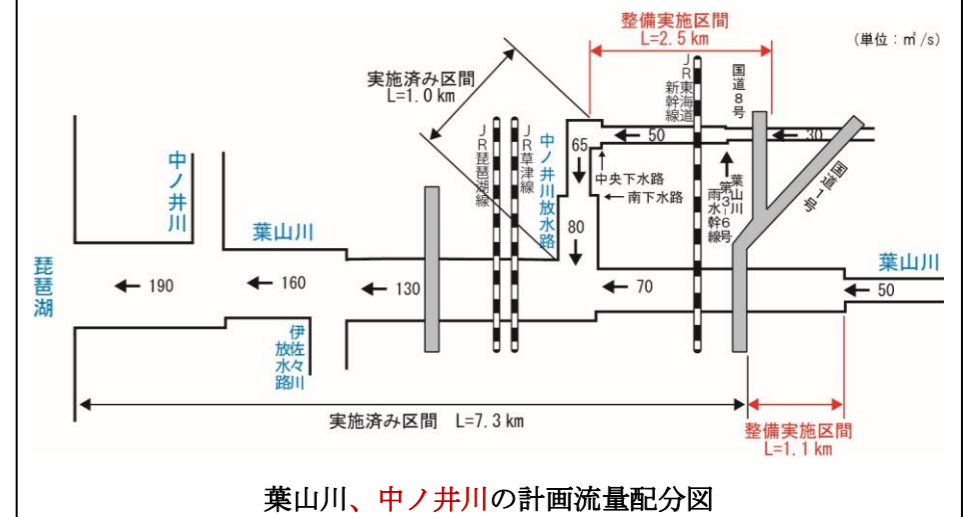 整備実施区間
L=2.5 km
(単位:㎥/s)
実施済み区間
L=1.0 km
JR東海道
新幹線
国道8号
50
30
JR琵琶湖線
JR草津線
中ノ井川放水路
65
中央下水路
南下水路
葉山川
第3-6号
雨水幹線
国道1号
中ノ井川
葉山川
80
葉山川
琵琶湖
190
160
130
70
50
伊佐々川
放水路
実施済み区間 L=7.3 km
整備実施区間
L=1.1 km
葉山川、中ノ井川の計画流量配分図